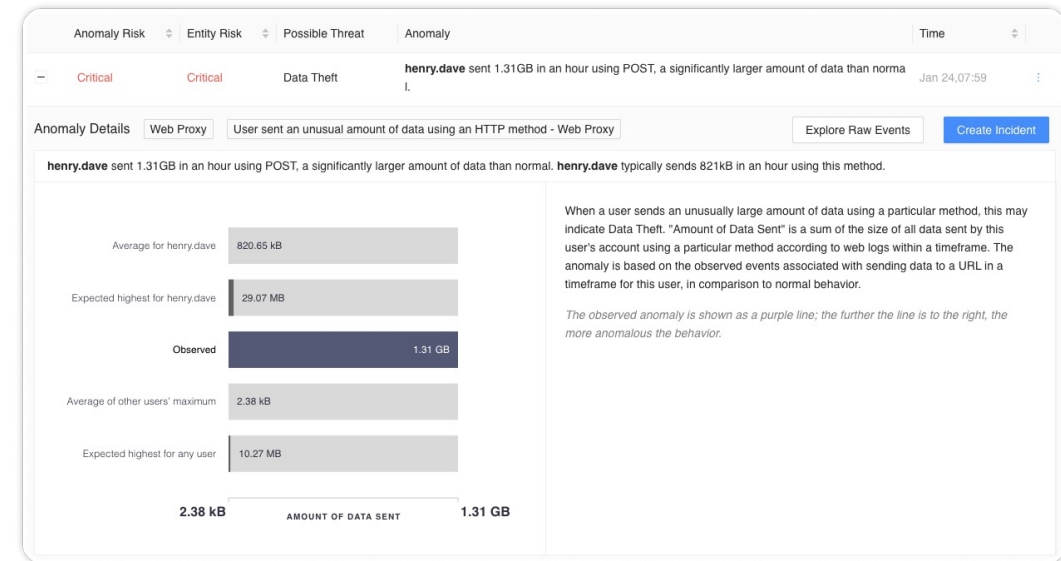 Anomaly Risk Entity Risk Possible Threat Anomaly Time
Critical Critical Data Theft henry.dave sent 1.31GB in an hour using POST, a significantly larger amount of data than norma
l. Jan 24,07:59
Anomaly Details Web Proxy User sent an unusual amount of data using an HTTP method - Web Proxy Explore Raw Events Create Incident
henry.dave sent 1.31GB in an hour using POST, a significantly larger amount of data than normal. henry.dave typically sends 821kB in an hour using this method.
Average for henry.dave 820.65 kB
Expected highest for henry.dave 29.07 MB
Observed 1.31 GB
Average of other users' maximum 2.38 kB
Expected highest for any user 10.27 MB
2.38 kB AMOUNT OF DATA SENT 1.31 GB
When a user sends an unusually large amount of data using a particular method, this may
indicate Data Theft. "Amount of Data Sent" is a sum of the size of all data sent by this
user's account using a particular method according to web logs within a timeframe. The
anomaly is based on the observed events associated with sending data to a URL in a
timeframe for this user, in comparison to normal behavior.
The observed anomaly is shown as a purple line; the further the line is to the right, the
more anomalous the behavior.